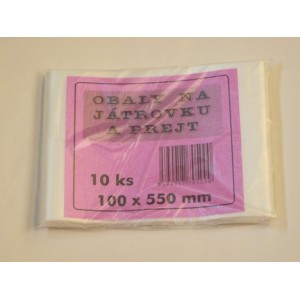 OBALY NA
JÁTROVKU
A PREJT
10 ks
100 x 550 mm